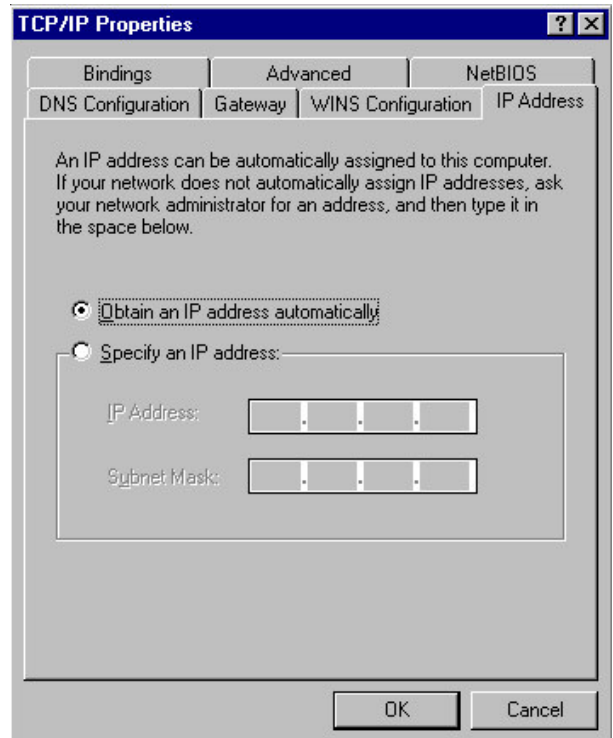 TCP/IP Properties
? X
Bindings Advanced NetBIOS
DNS Configuration Gateway WINS Configuration IP Address
An IP address can be automatically assigned to this computer.
If your network does not automatically assign IP addresses, ask
your network administrator for an address, and then type it in
the space below.
Obtain an IP address automatically
Specify an IP address:
IP Address:
. . .
Subnet Mask:
. . .
OK Cancel